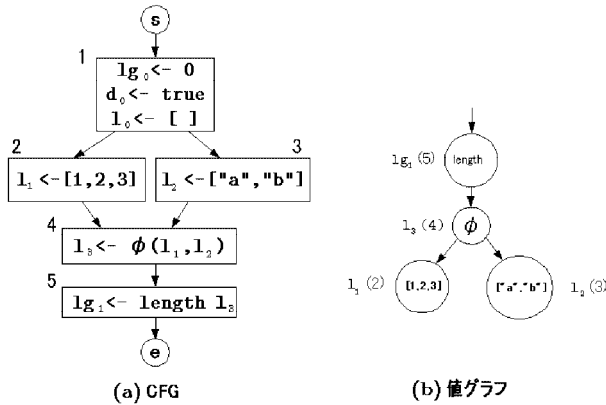 s
1
lg₀<- 0
d₀<- true
l₀<- [ ]
2
l₁ <-[1,2,3]
3
l₂ <-["a","b"]
4
l₃<- ϕ(l₁,l₂)
5
lg₁<- length l₃
e
(a) CFG
lg₁(5)
length
l₃(4)
ϕ
l₁(2)
[1,2,3]
["a","b"]
l₂(3)
(b) 値グラフ